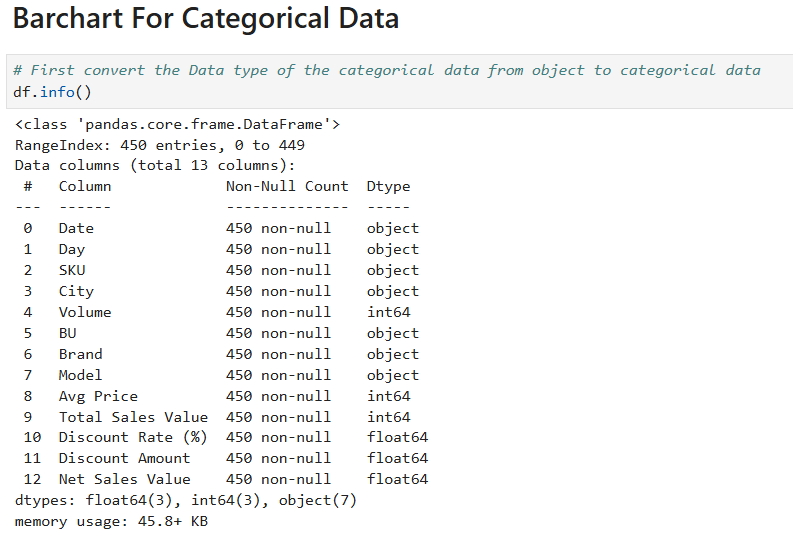 Barchart For Categorical Data
# First convert the Data type of the categorical data from object to categorical data
df.info()
<class 'pandas.core.frame.DataFrame'>
RangeIndex: 450 entries, 0 to 449
Data columns (total 13 columns):
 #   Column             Non-Null Count  Dtype
---  ------             --------------  -----
 0   Date               450 non-null    object
 1   Day                450 non-null    object
 2   SKU                450 non-null    object
 3   City               450 non-null    object
 4   Volume             450 non-null    int64
 5   BU                 450 non-null    object
 6   Brand              450 non-null    object
 7   Model              450 non-null    object
 8   Avg Price          450 non-null    int64
 9   Total Sales Value  450 non-null    int64
 10  Discount Rate (%)  450 non-null    float64
 11  Discount Amount    450 non-null    float64
 12  Net Sales Value    450 non-null    float64
dtypes: float64(3), int64(3), object(7)
memory usage: 45.8+ KB